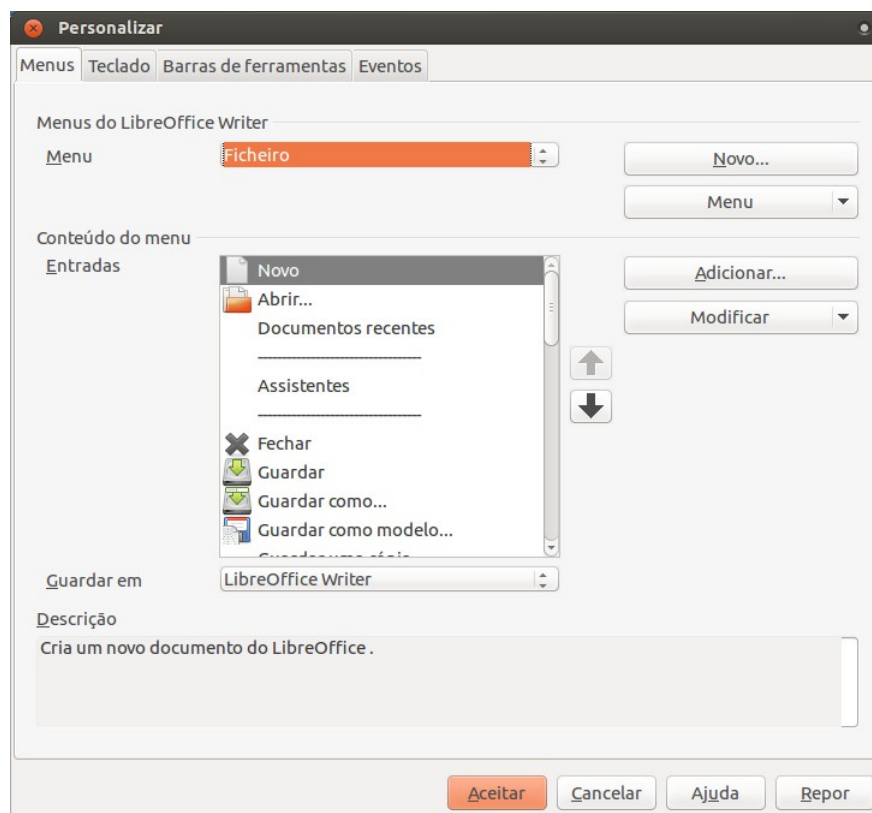 Personalizar
Menus Teclado Barras de ferramentas Eventos
Menus do LibreOffice Writer
Menu Ficheiro Novo...
Menu
Conteúdo do menu
Entradas Novo Adicionar...
Abrir...
Documentos recentes Modificar
Assistentes
Fechar
Guardar
Guardar como...
Guardar como modelo...
Guardar em LibreOffice Writer
Descrição
Cria um novo documento do LibreOffice .
Aceitar Cancelar Ajuda Repor